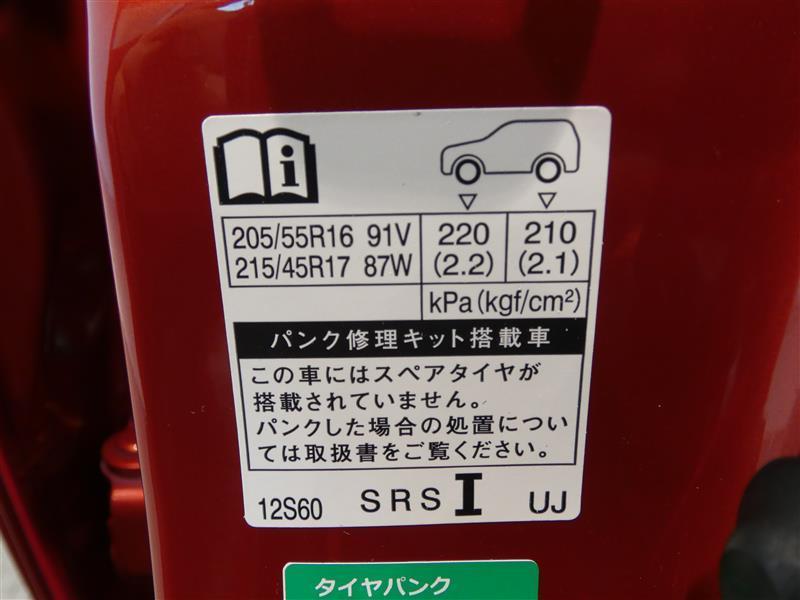 205/55R16 91V 220 210
215/45R17 87W (2.2) (2.1)
kPa(kgf/cm²)
パンク修理キット搭載車
この車にはスペアタイヤが
搭載されていません。
パンクした場合の処置につい
ては取扱書をご覧ください。
12S60 SRS I UJ
タイヤパンク